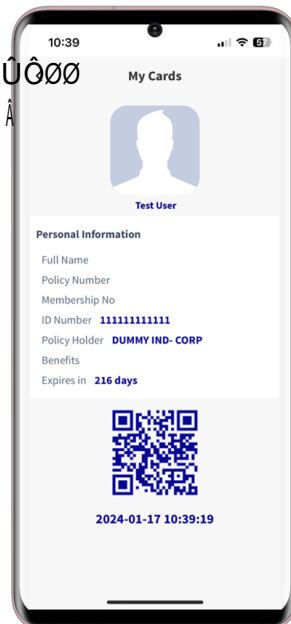 10:39
57
ÛÔØØ
My Cards
Â
Test User
Personal Information
Full Name
Policy Number
Membership No
ID Number 111111111111
Policy Holder DUMMY IND- CORP
Benefits
Expires in 216 days
2024-01-17 10:39:19